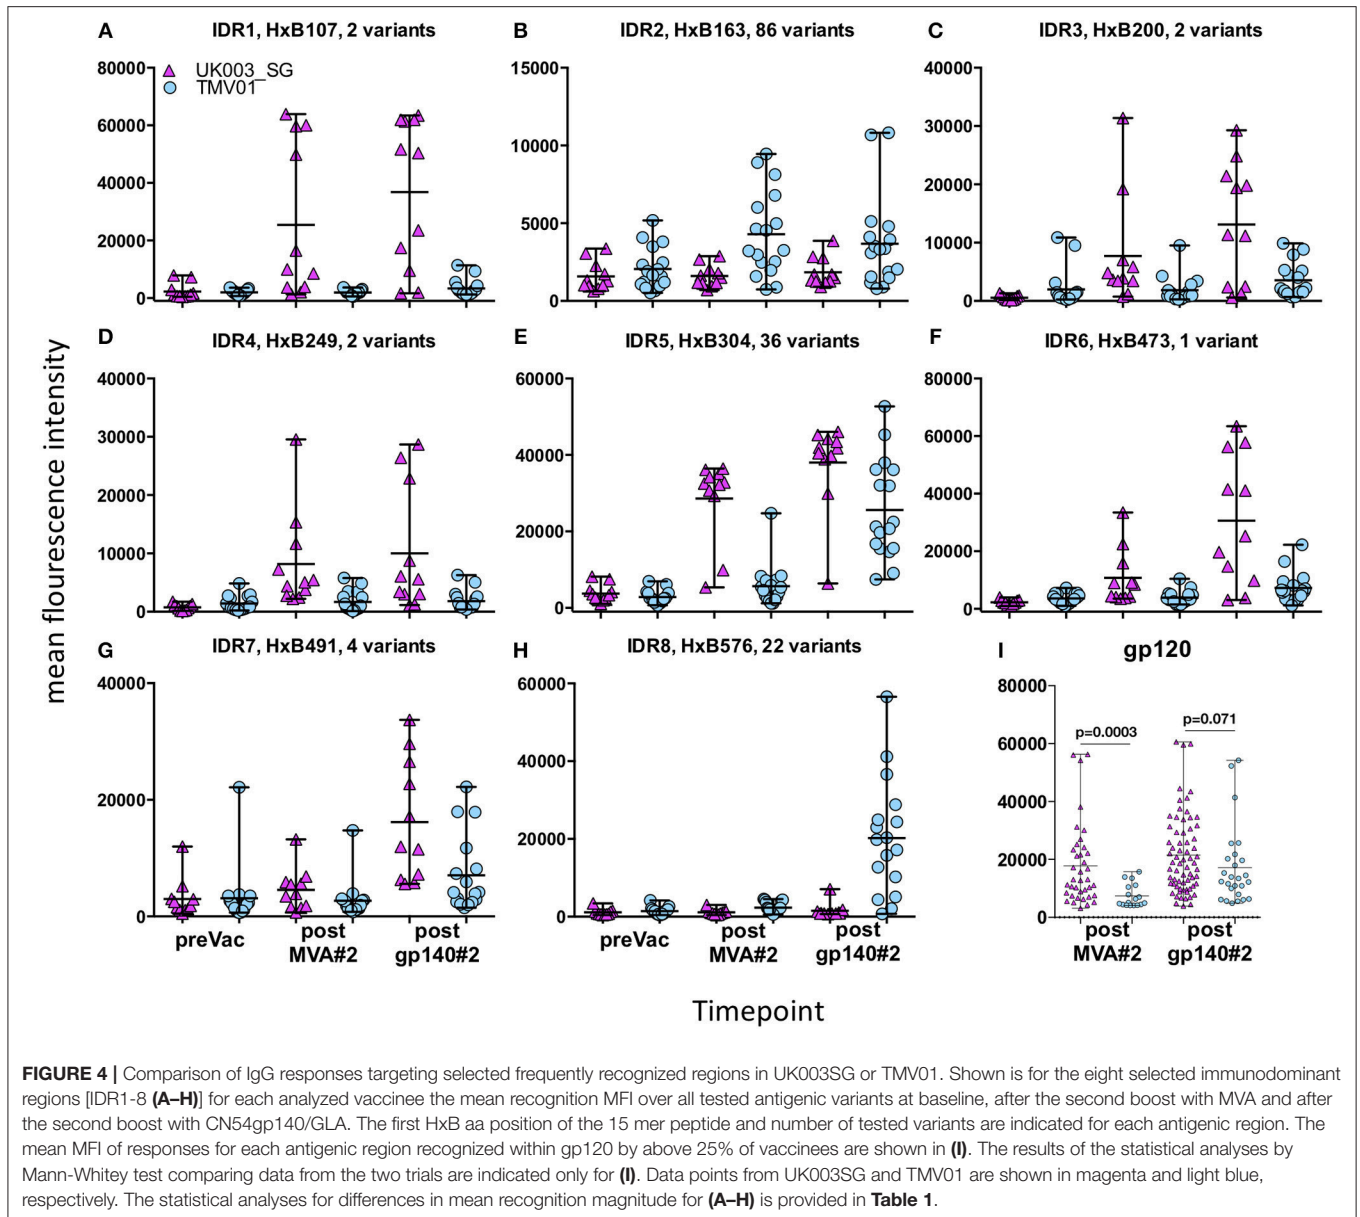 A IDR1, HxB107, 2 variants
B IDR2, HxB163, 86 variants
C IDR3, HxB200, 2 variants
UK003_SG
TMV01
80000
60000
40000
20000
0
15000
10000
5000
0
40000
30000
20000
10000
0
mean flourescence intensity
D IDR4, HxB249, 2 variants
E IDR5, HxB304, 36 variants
F IDR6, HxB473, 1 variant
40000
30000
20000
10000
0
60000
40000
20000
0
80000
60000
40000
20000
0
G IDR7, HxB491, 4 variants
H IDR8, HxB576, 22 variants
I gp120
40000
20000
0
60000
40000
20000
0
80000
60000
40000
20000
0
p=0.0003
p=0.071
preVac
post
MVA#2
post
gp140#2
preVac
post
MVA#2
post
gp140#2
post
MVA#2
post
gp140#2
Timepoint
FIGURE 4 | Comparison of IgG responses targeting selected frequently recognized regions in UK003SG or TMV01. Shown is for the eight selected immunodominant
regions [IDR1-8 (A–H)] for each analyzed vaccinee the mean recognition MFI over all tested antigenic variants at baseline, after the second boost with MVA and after
the second boost with CN54gp140/GLA. The first HxB aa position of the 15 mer peptide and number of tested variants are indicated for each antigenic region. The
mean MFI of responses for each antigenic region recognized within gp120 by above 25% of vaccinees are shown in (I). The results of the statistical analyses by
Mann-Whitey test comparing data from the two trials are indicated only for (I). Data points from UK003SG and TMV01 are shown in magenta and light blue,
respectively. The statistical analyses for differences in mean recognition magnitude for (A–H) is provided in Table 1.